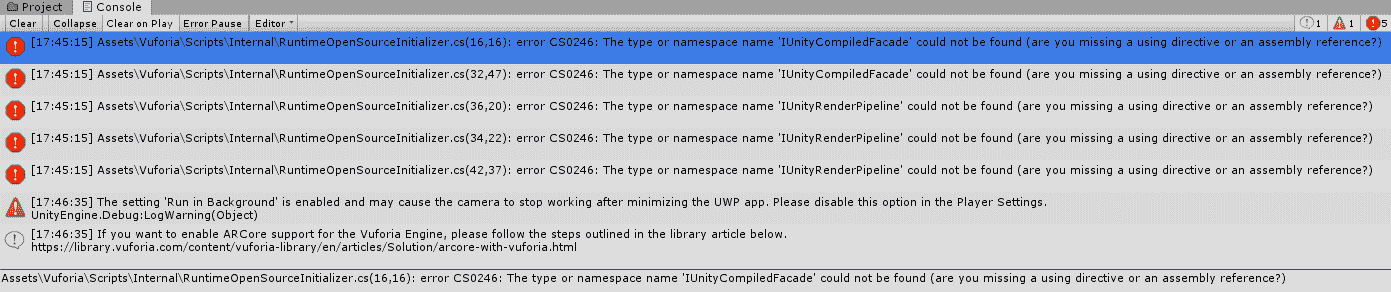 Project Console
Clear Collapse Clear on Play Error Pause Editor 1 1 5
[17:45:15] Assets\Vuforia\Scripts\Internal\RuntimeOpenSourceInitializer.cs(16,16): error CS0246: The type or namespace name 'IUnityCompiledFacade' could not be found (are you missing a using directive or an assembly reference?)
[17:45:15] Assets\Vuforia\Scripts\Internal\RuntimeOpenSourceInitializer.cs(32,47): error CS0246: The type or namespace name 'IUnityCompiledFacade' could not be found (are you missing a using directive or an assembly reference?)
[17:45:15] Assets\Vuforia\Scripts\Internal\RuntimeOpenSourceInitializer.cs(36,20): error CS0246: The type or namespace name 'IUnityRenderPipeline' could not be found (are you missing a using directive or an assembly reference?)
[17:45:15] Assets\Vuforia\Scripts\Internal\RuntimeOpenSourceInitializer.cs(34,22): error CS0246: The type or namespace name 'IUnityRenderPipeline' could not be found (are you missing a using directive or an assembly reference?)
[17:45:15] Assets\Vuforia\Scripts\Internal\RuntimeOpenSourceInitializer.cs(42,37): error CS0246: The type or namespace name 'IUnityRenderPipeline' could not be found (are you missing a using directive or an assembly reference?)
[17:46:35] The setting 'Run in Background' is enabled and may cause the camera to stop working after minimizing the UWP app. Please disable this option in the Player Settings.
UnityEngine.Debug:LogWarning(Object)
[17:46:35] If you want to enable ARCore support for the Vuforia Engine, please follow the steps outlined in the library article below.
https://library.vuforia.com/content/vuforia-library/en/articles/Solution/arcore-with-vuforia.html
Assets\Vuforia\Scripts\Internal\RuntimeOpenSourceInitializer.cs(16,16): error CS0246: The type or namespace name 'IUnityCompiledFacade' could not be found (are you missing a using directive or an assembly reference?)